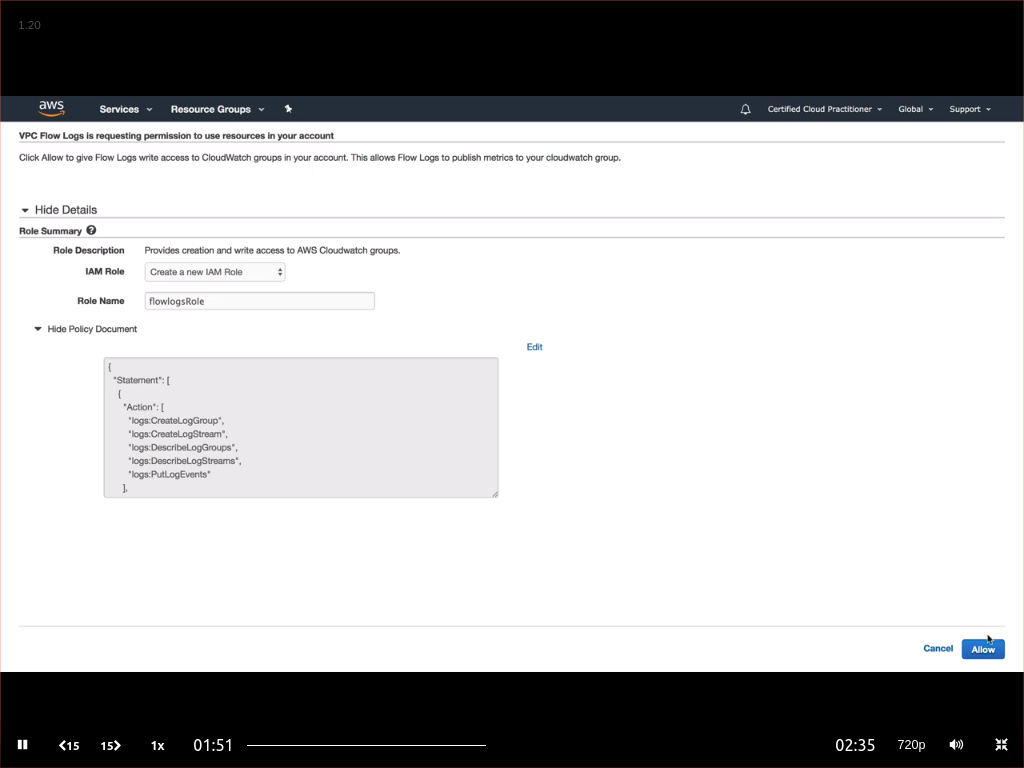 1.20
aws Services Resource Groups Certified Cloud Practitioner Global Support
VPC Flow Logs is requesting permission to use resources in your account
Click Allow to give Flow Logs write access to CloudWatch groups in your account. This allows Flow Logs to publish metrics to your cloudwatch group.
Hide Details
Role Summary ?
Role Description Provides creation and write access to AWS Cloudwatch groups.
IAM Role Create a new IAM Role
Role Name flowlogsRole
Hide Policy Document
Edit
{
"Statement": [
{
"Action": [
"logs:CreateLogGroup",
"logs:CreateLogStream",
"logs:DescribeLogGroups",
"logs:DescribeLogStreams",
"logs:PutLogEvents"
],
Cancel Allow
15 15 1x 01:51 02:35 720p